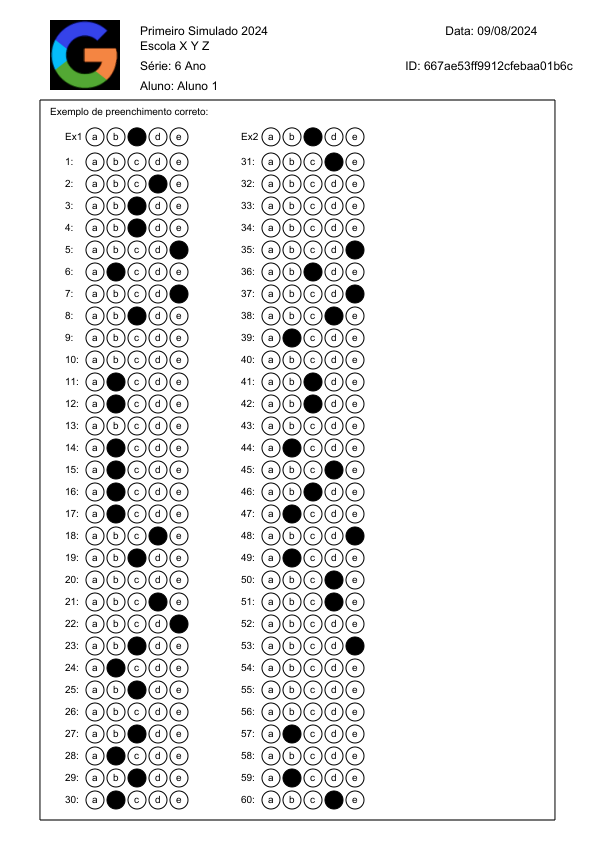 Primeiro Simulado 2024 Data: 09/08/2024
Escola X Y Z
Série: 6 Ano ID: 667ae53ff9912cfebaa01b6c
Aluno: Aluno 1
Exemplo de preenchimento correto:
Ex1 a b d e Ex2 a b d e
1: a b c d e 31: a b c e
2: a b c e 32: a b c d e
3: a b d e 33: a b c d e
4: a b d e 34: a b c d e
5: a b c d 35: a b c d
6: a c d e 36: a b d e
7: a b c d 37: a b c d
8: a b d e 38: a b c e
9: a b c d e 39: a c d e
10: a b c d e 40: a b c d e
11: a c d e 41: a b d e
12: a c d e 42: a b d e
13: a b c d e 43: a b c d e
14: a c d e 44: a c d e
15: a c d e 45: a b c e
16: a c d e 46: a b d e
17: a c d e 47: a c d e
18: a b c e 48: a b c d
19: a b d e 49: a c d e
20: a b c d e 50: a b c e
21: a b c e 51: a b c e
22: a b c d 52: a b c d e
23: a b d e 53: a b c d
24: a c d e 54: a b c d e
25: a b d e 55: a b c d e
26: a b c d e 56: a b c d e
27: a b d e 57: a c d e
28: a c d e 58: a b c d e
29: a b d e 59: a c d e
30: a c d e 60: a b c e